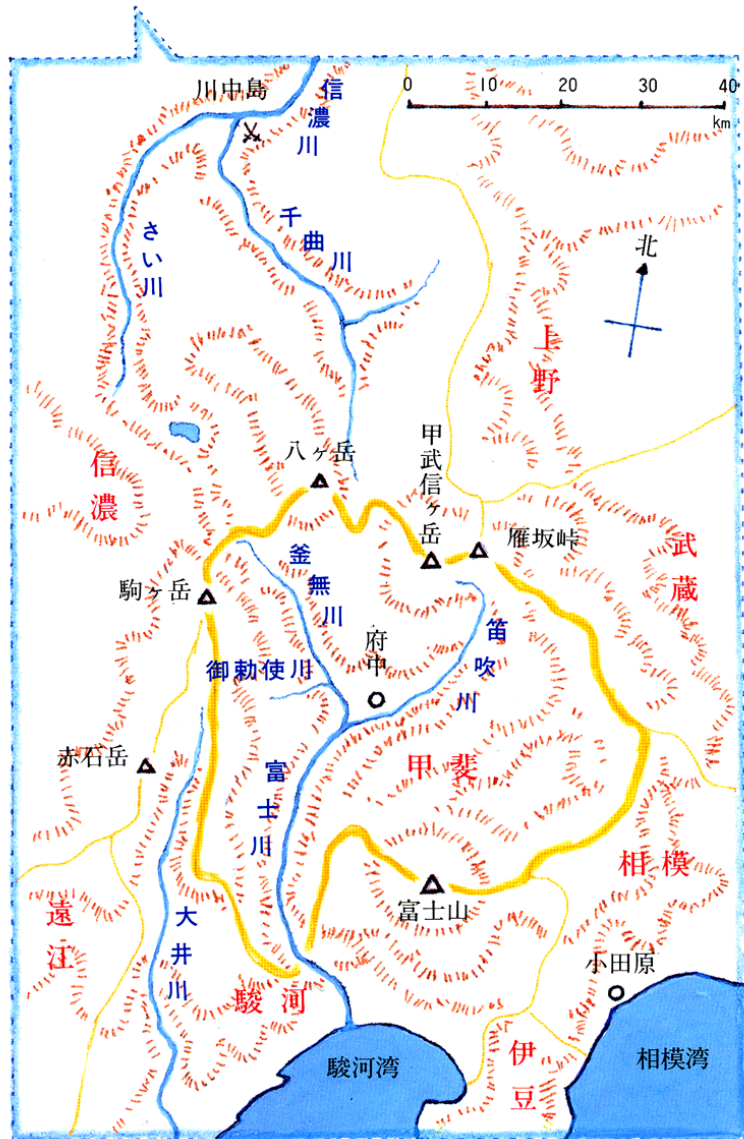 川中島
信濃川
0 10 20 30 40
km
千曲川
さい川
北
上野
信濃
八ヶ岳
甲武信ヶ岳
雁坂峠
武蔵
駒ヶ岳
釜無川
府中
笛吹川
御勅使川
赤石岳
富士川
甲斐
富士山
相模
遠江
大井川
駿河
小田原
伊豆
駿河湾
相模湾